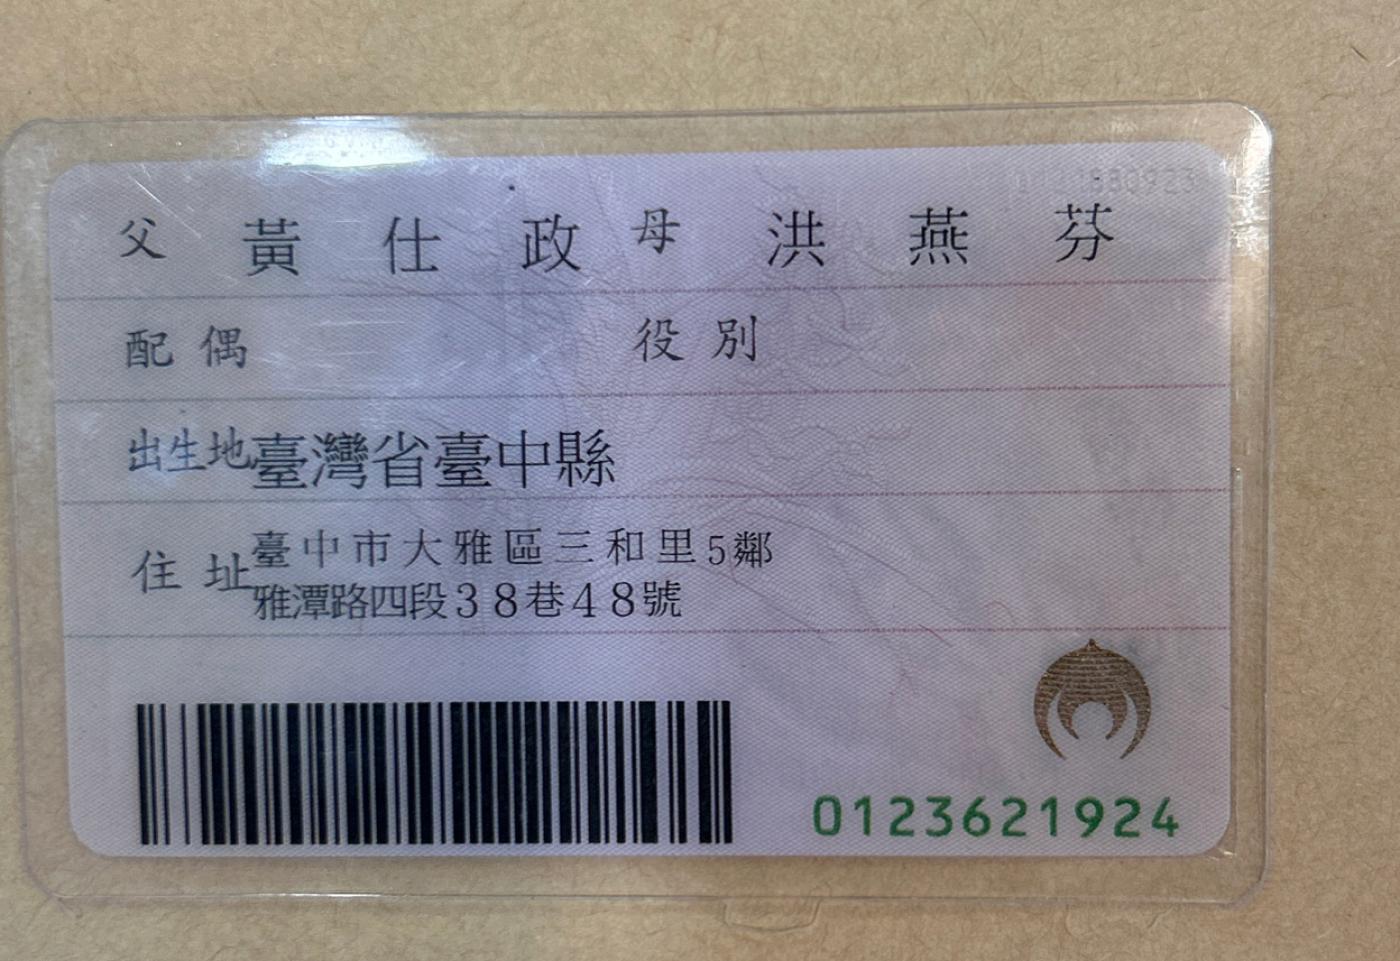 父 黃仕政 母 洪燕芬
配偶 役別
出生地 臺灣省臺中縣
住址 臺中市大雅區三和里5鄰
雅潭路四段38巷48號
0123621924